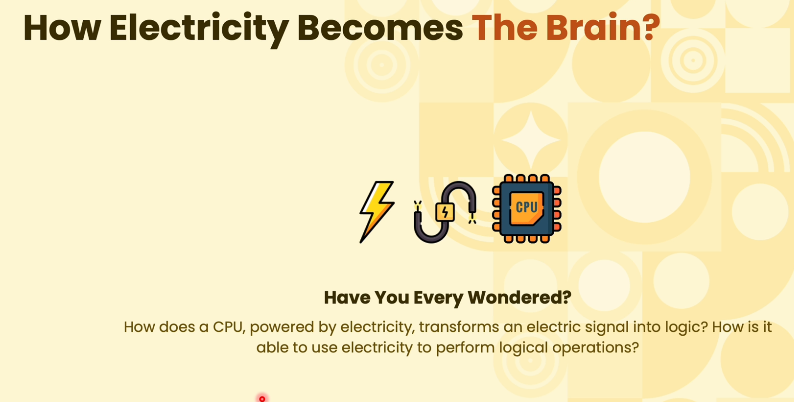 How Electricity Becomes The Brain?
CPU
Have You Every Wondered?
How does a CPU, powered by electricity, transforms an electric signal into logic? How is it
able to use electricity to perform logical operations?